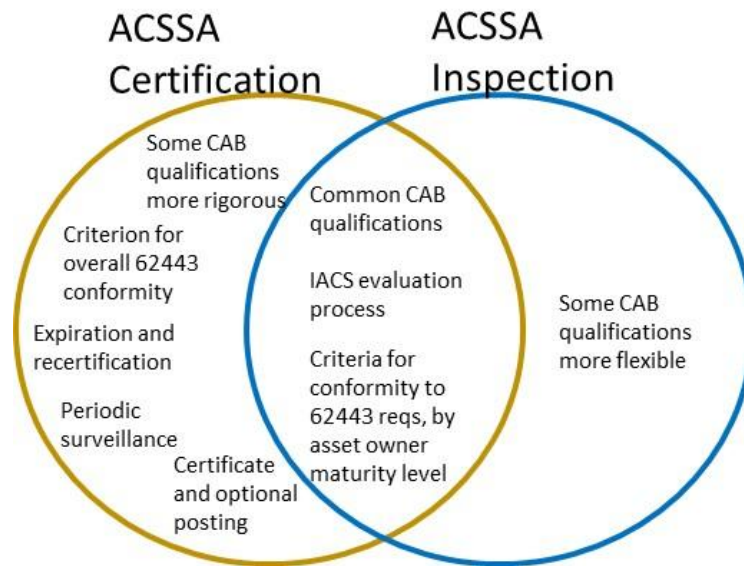 ACSSA
Certification
ACSSA
Inspection
Some CAB
qualifications
more rigorous
Criterion for
overall 62443
conformity
Expiration and
recertification
Periodic
surveillance
Certificate
and optional
posting
Common CAB
qualifications
IACS evaluation
process
Criteria for
conformity to
62443 reqs, by
asset owner
maturity level
Some CAB
qualifications
more flexible